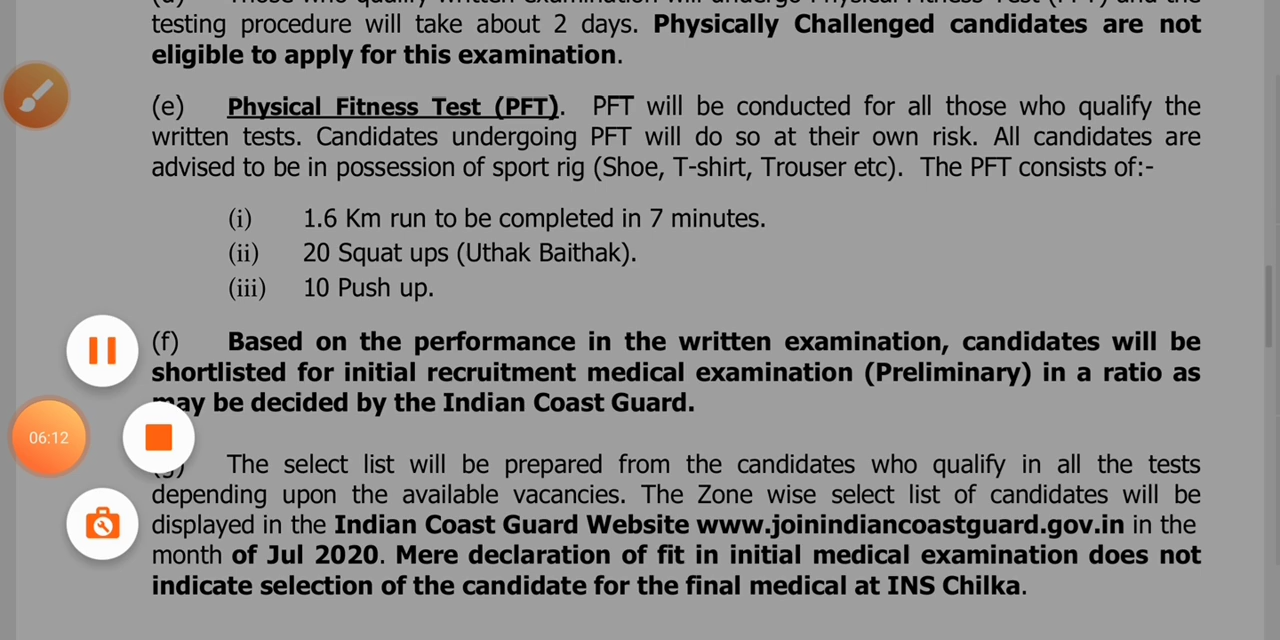 testing procedure will take about 2 days. Physically Challenged candidates are not
eligible to apply for this examination.
(e) Physical Fitness Test (PFT). PFT will be conducted for all those who qualify the
written tests. Candidates undergoing PFT will do so at their own risk. All candidates are
advised to be in possession of sport rig (Shoe, T-shirt, Trouser etc). The PFT consists of:-
(i) 1.6 Km run to be completed in 7 minutes.
(ii) 20 Squat ups (Uthak Baithak).
(iii) 10 Push up.
(f) Based on the performance in the written examination, candidates will be
shortlisted for initial recruitment medical examination (Preliminary) in a ratio as
may be decided by the Indian Coast Guard.
06:12
The select list will be prepared from the candidates who qualify in all the tests
depending upon the available vacancies. The Zone wise select list of candidates will be
displayed in the Indian Coast Guard Website www.joinindiancoastguard.gov.in in the
month of Jul 2020. Mere declaration of fit in initial medical examination does not
indicate selection of the candidate for the final medical at INS Chilka.